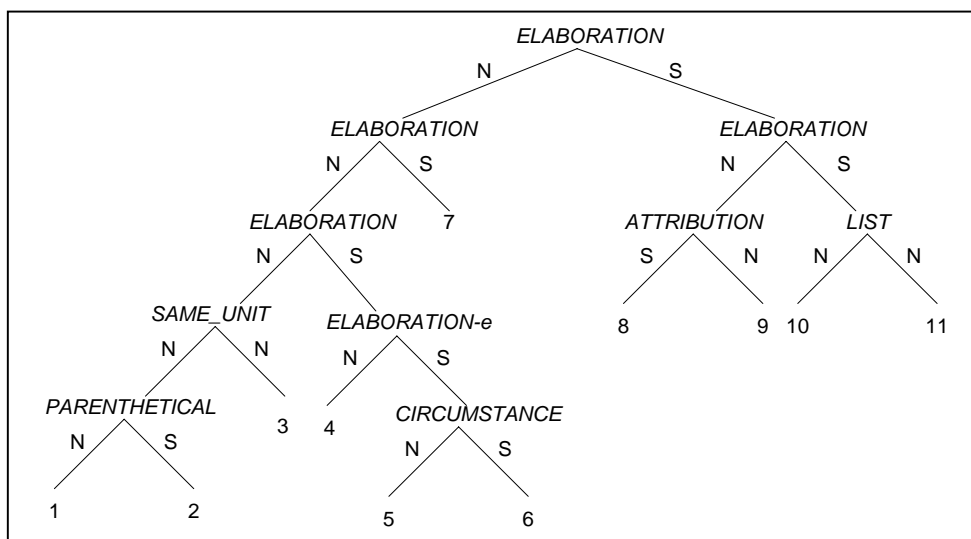 ELABORATION
N S
ELABORATION ELABORATION
N S N S
ELABORATION 7 ATTRIBUTION LIST
N S S N N N
SAME_UNIT ELABORATION-e 8 9 10 11
N N N S
PARENTHETICAL 3 4 CIRCUMSTANCE
N S N S
1 2 5 6